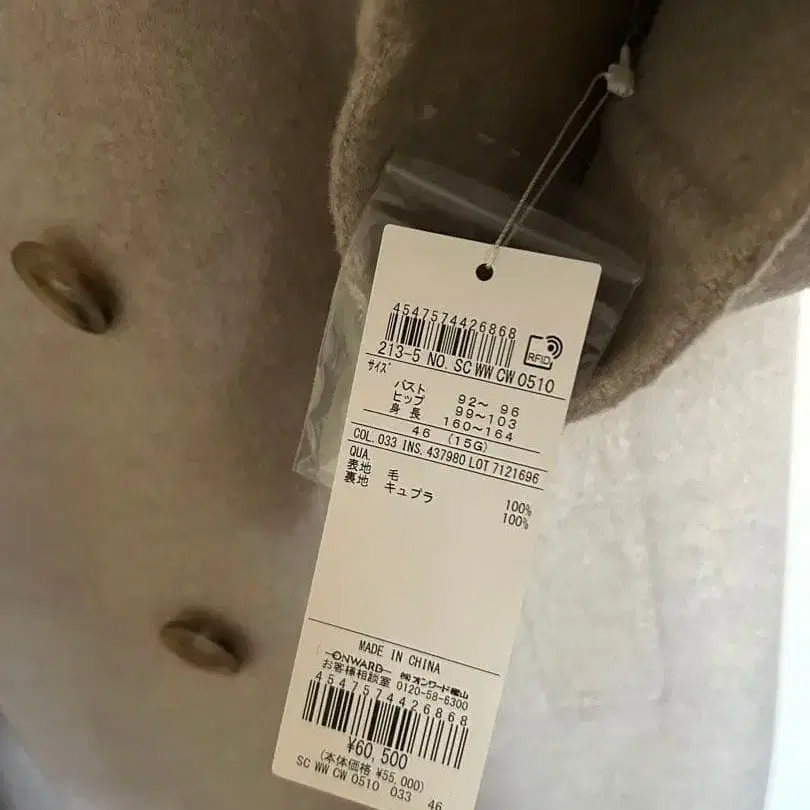 4547574426868
RFID
213-5 NO. SC WW CW 0510
サイズ
バスト 92～ 96
ヒップ 99～103
身長 160～164
46 (15G)
COL. 033 INS. 437980 LOT 7121696
QUA.
表地 毛 100%
裏地 キュプラ 100%
MADE IN CHINA
ONWARD ㈱オンワード樫山
お客様相談室 0120-58-6300
4547574426868
¥60,500
(本体価格 ¥55,000)
SC WW CW 0510 033 46